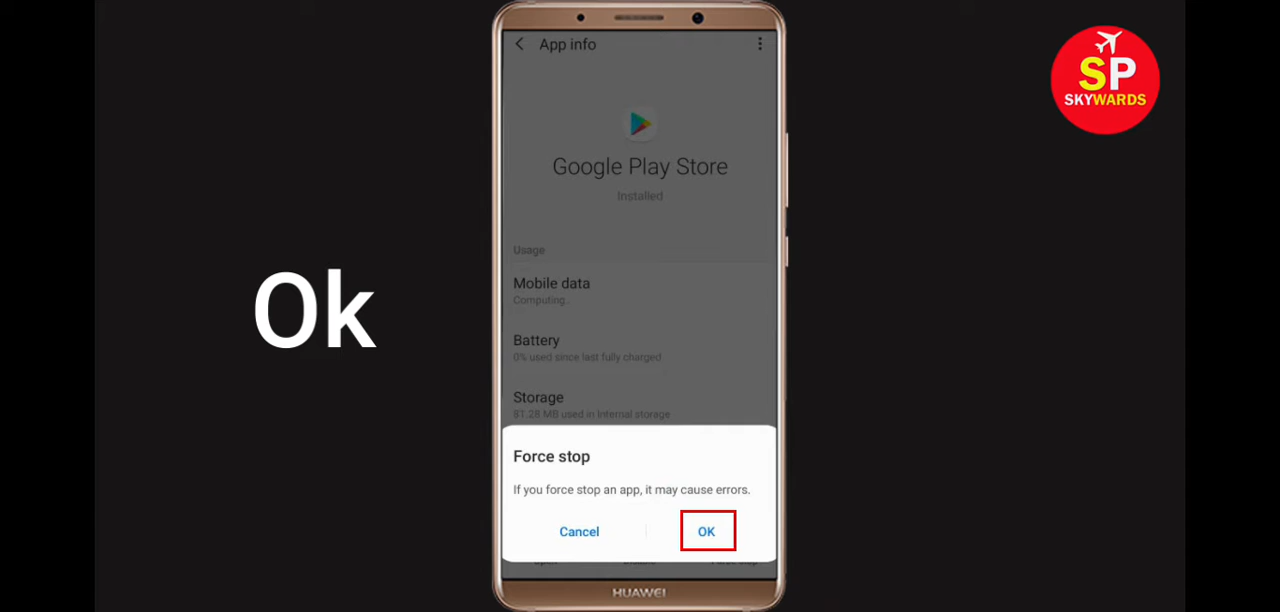 App info
SP
SKYWARDS
Google Play Store
Installed
Usage
Mobile data
Computing..
Battery
0% used since last fully charged
Ok
Storage
81.28 MB used in Internal storage
Force stop
If you force stop an app, it may cause errors.
Cancel
OK
HUAWEI